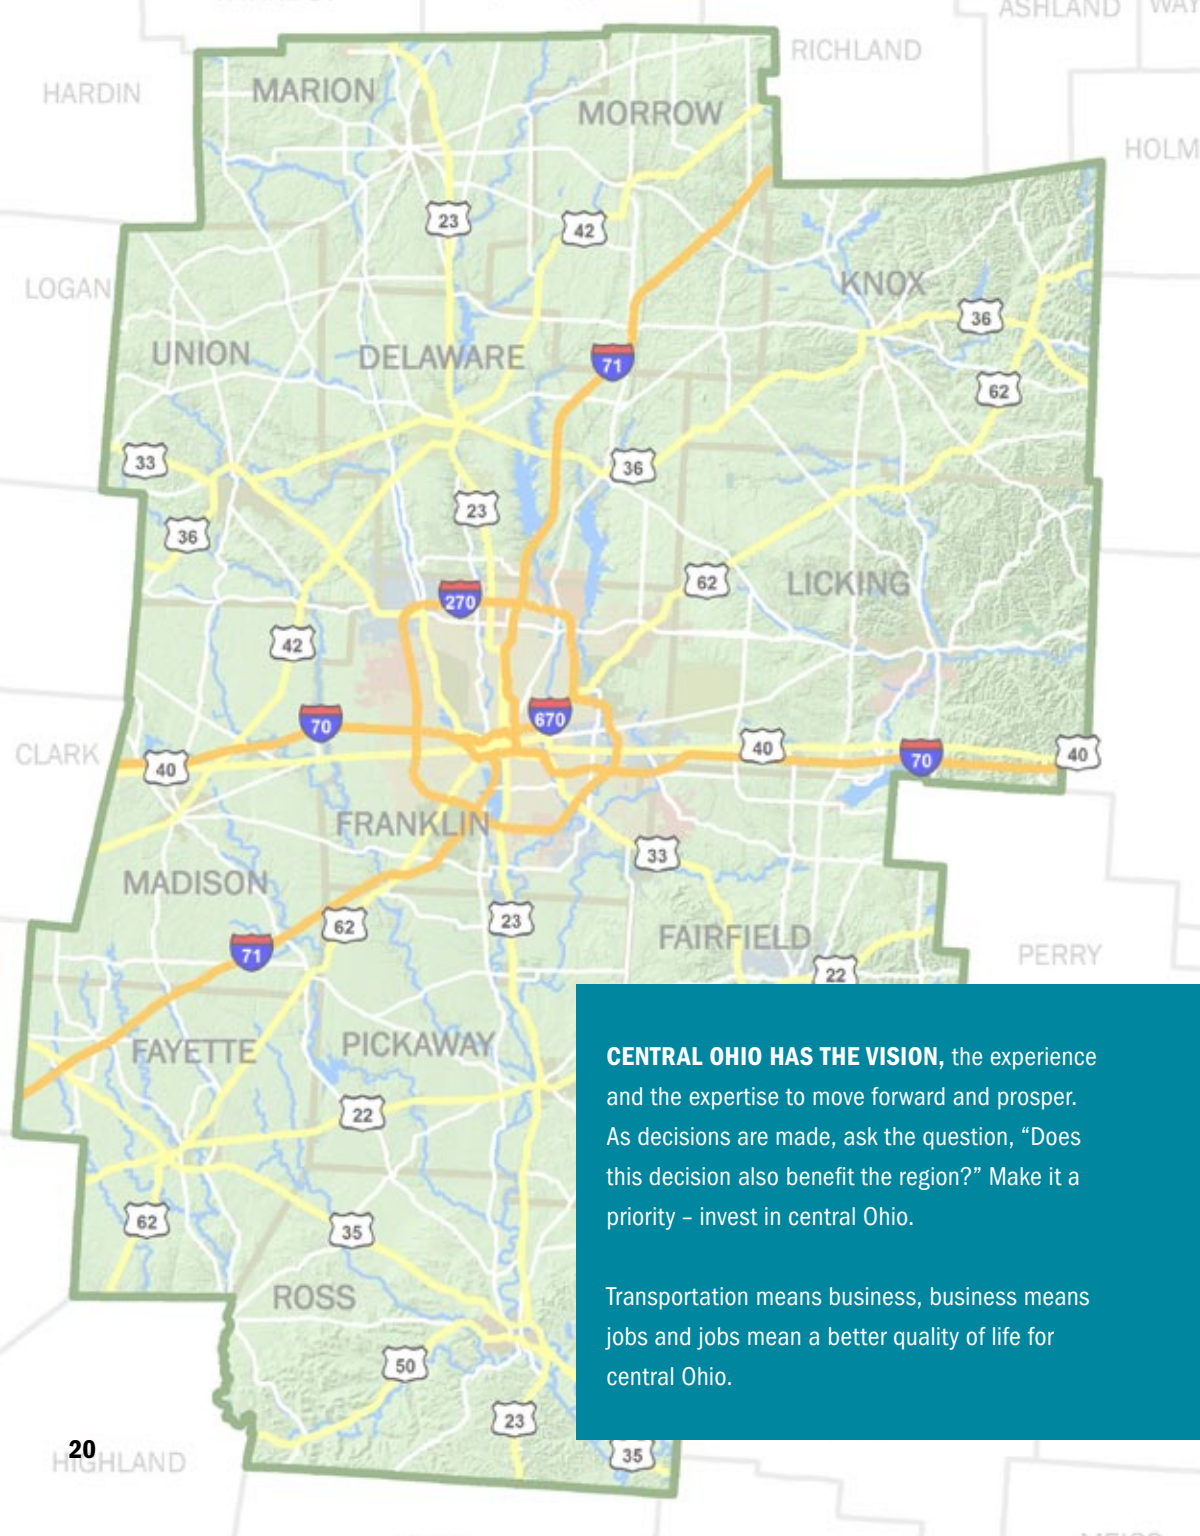 ASHLAND
WAY
RICHLAND
HARDIN
MARION
MORROW
HOLM
23
42
LOGAN
KNOX
36
UNION
DELAWARE
71
62
33
36
23
36
62
LICKING
270
42
70
670
CLARK
40
40
70
40
FRANKLIN
33
MADISON
62
23
71
FAIRFIELD
PERRY
22
FAYETTE
PICKAWAY
22
62
35
ROSS
50
23
35
HIGHLAND
CENTRAL OHIO HAS THE VISION, the experience
and the expertise to move forward and prosper.
As decisions are made, ask the question, “Does
this decision also benefit the region?” Make it a
priority – invest in central Ohio.
Transportation means business, business means
jobs and jobs mean a better quality of life for
central Ohio.
20